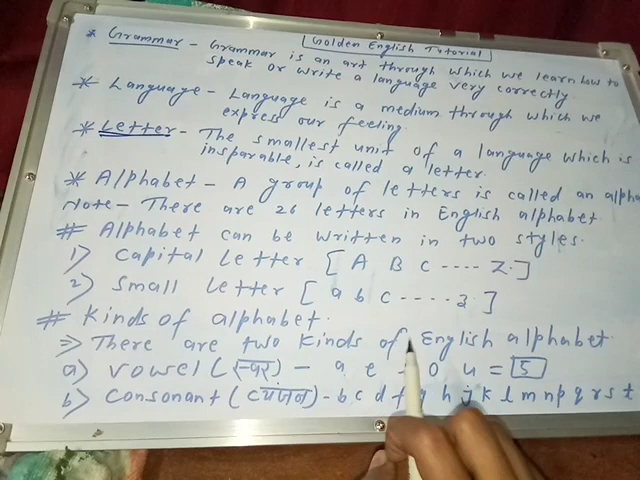 Golden English Tutorial
* Grammar - Grammar is an art through which we learn how to
speak or write a language very correctly.
* Language - Language is a medium through which we
express our feeling.
* Letter - The smallest unit of a language which is
insparable, is called a letter.
* Alphabet - A group of letters is called an alpha
Note - There are 26 letters in English alphabet.
# Alphabet can be written in two styles.
1) Capital Letter [ A B C ---- Z.]
2) Small Letter [ a b c ----- z.]
# Kinds of alphabet.
⇒ There are two kinds of English alphabet.
a) Vowel (स्वर) - a e i o u = 5
b) Consonant (व्यंजन) - b c d f g h j k l m n p q r s t